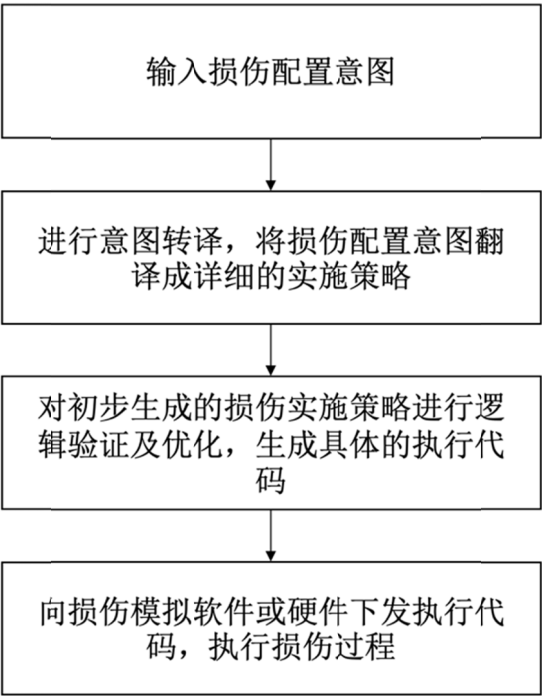 输入损伤配置意图
进行意图转译，将损伤配置意图翻
译成详细的实施策略
对初步生成的损伤实施策略进行逻
辑验证及优化，生成具体的执行代
码
向损伤模拟软件或硬件下发执行代
码，执行损伤过程